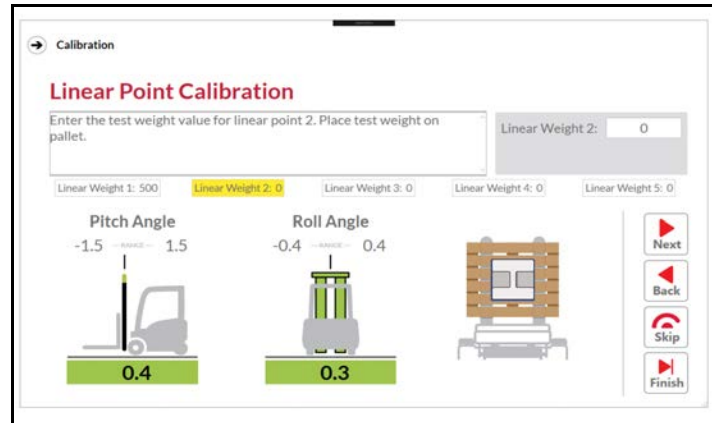 Calibration
Linear Point Calibration
Enter the test weight value for linear point 2. Place test weight on
pallet.
Linear Weight 2: 0
Linear Weight 1: 500 Linear Weight 2: 0 Linear Weight 3: 0 Linear Weight 4: 0 Linear Weight 5: 0
Pitch Angle Roll Angle
-1.5 --- RANGE --- 1.5 -0.4 --- RANGE --- 0.4
Next
Back
Skip
0.4 0.3
Finish